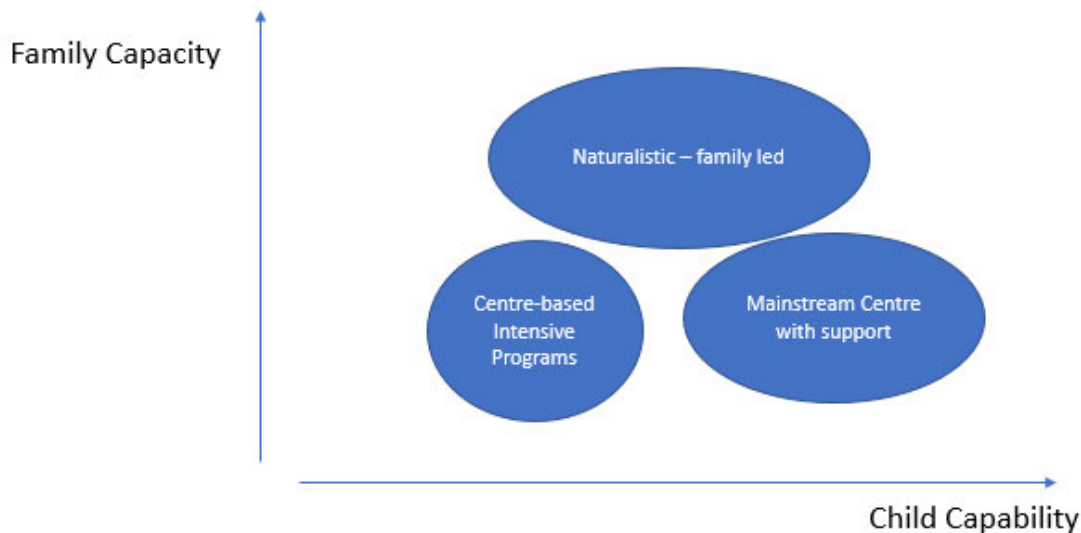 Family Capacity
Naturalistic – family led
Centre-based
Intensive
Programs
Mainstream Centre
with support
Child Capability